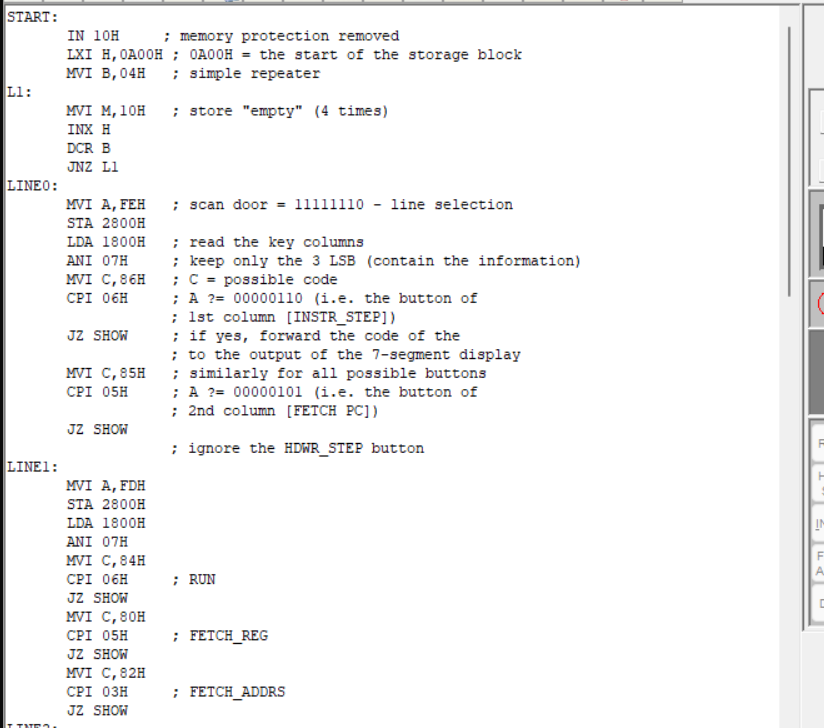 START:
IN 10H ; memory protection removed
LXI H,0A00H ; 0A00H = the start of the storage block
MVI B,04H ; simple repeater
L1:
MVI M,10H ; store "empty" (4 times)
INX H
DCR B
JNZ L1
LINE0:
MVI A,FEH ; scan door = 11111110 - line selection
STA 2800H
LDA 1800H ; read the key columns
ANI 07H ; keep only the 3 LSB (contain the information)
MVI C,86H ; C = possible code
CPI 06H ; A ?= 00000110 (i.e. the button of
; 1st column [INSTR_STEP])
JZ SHOW ; if yes, forward the code of the
; to the output of the 7-segment display
MVI C,85H ; similarly for all possible buttons
CPI 05H ; A ?= 00000101 (i.e. the button of
; 2nd column [FETCH PC])
JZ SHOW
; ignore the HDWR_STEP button
LINE1:
MVI A,FDH
STA 2800H
LDA 1800H
ANI 07H
MVI C,84H
CPI 06H ; RUN
JZ SHOW
MVI C,80H
CPI 05H ; FETCH_REG
JZ SHOW
MVI C,82H
CPI 03H ; FETCH_ADDRS
JZ SHOW